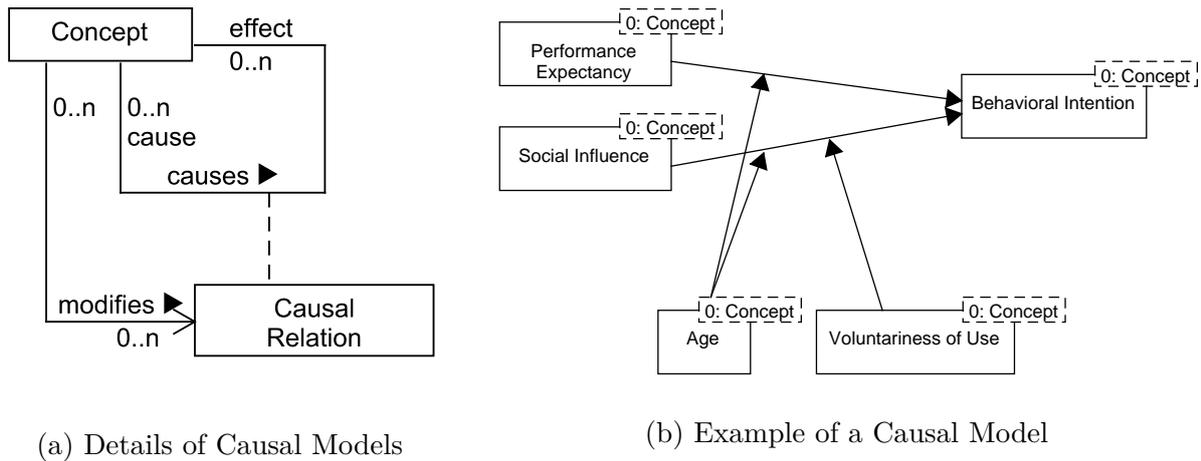 Concept
effect
0..n
0..n
0..n
cause
causes
modifies
0..n
Causal
Relation
(a) Details of Causal Models
0: Concept
Performance
Expectancy
0: Concept
Behavioral Intention
0: Concept
Social Influence
0: Concept
Age
0: Concept
Voluntariness of Use
(b) Example of a Causal Model